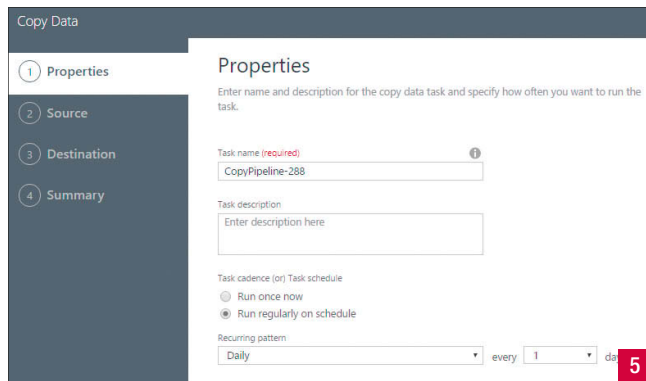 Copy Data
1 Properties
2 Source
3 Destination
4 Summary
Properties
Enter name and description for the copy data task and specify how often you want to run the
task.
Task name (required)
CopyPipeline-288
Task description
Enter description here
Task cadence (or) Task schedule
Run once now
Run regularly on schedule
Recurring pattern
Daily every 1
5